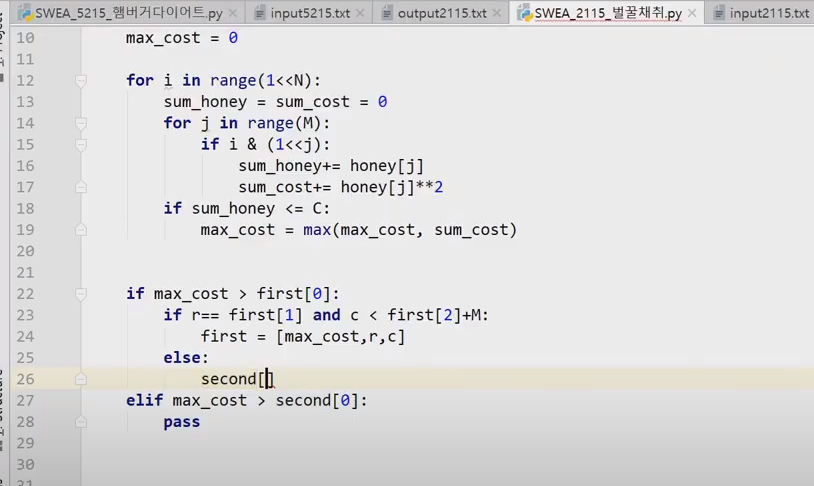 SWEA_5215_햄버거다이어트.py input5215.txt output2115.txt SWEA_2115_벌꿀채취.py input2115.txt
10 max_cost = 0
11
12 for i in range(1<<N):
13 sum_honey = sum_cost = 0
14 for j in range(M):
15 if i & (1<<j):
16 sum_honey+= honey[j]
17 sum_cost+= honey[j]**2
18 if sum_honey <= C:
19 max_cost = max(max_cost, sum_cost)
20
21
22 if max_cost > first[0]:
23 if r== first[1] and c < first[2]+M:
24 first = [max_cost,r,c]
25 else:
26 second[]
27 elif max_cost > second[0]:
28 pass
29
30
31